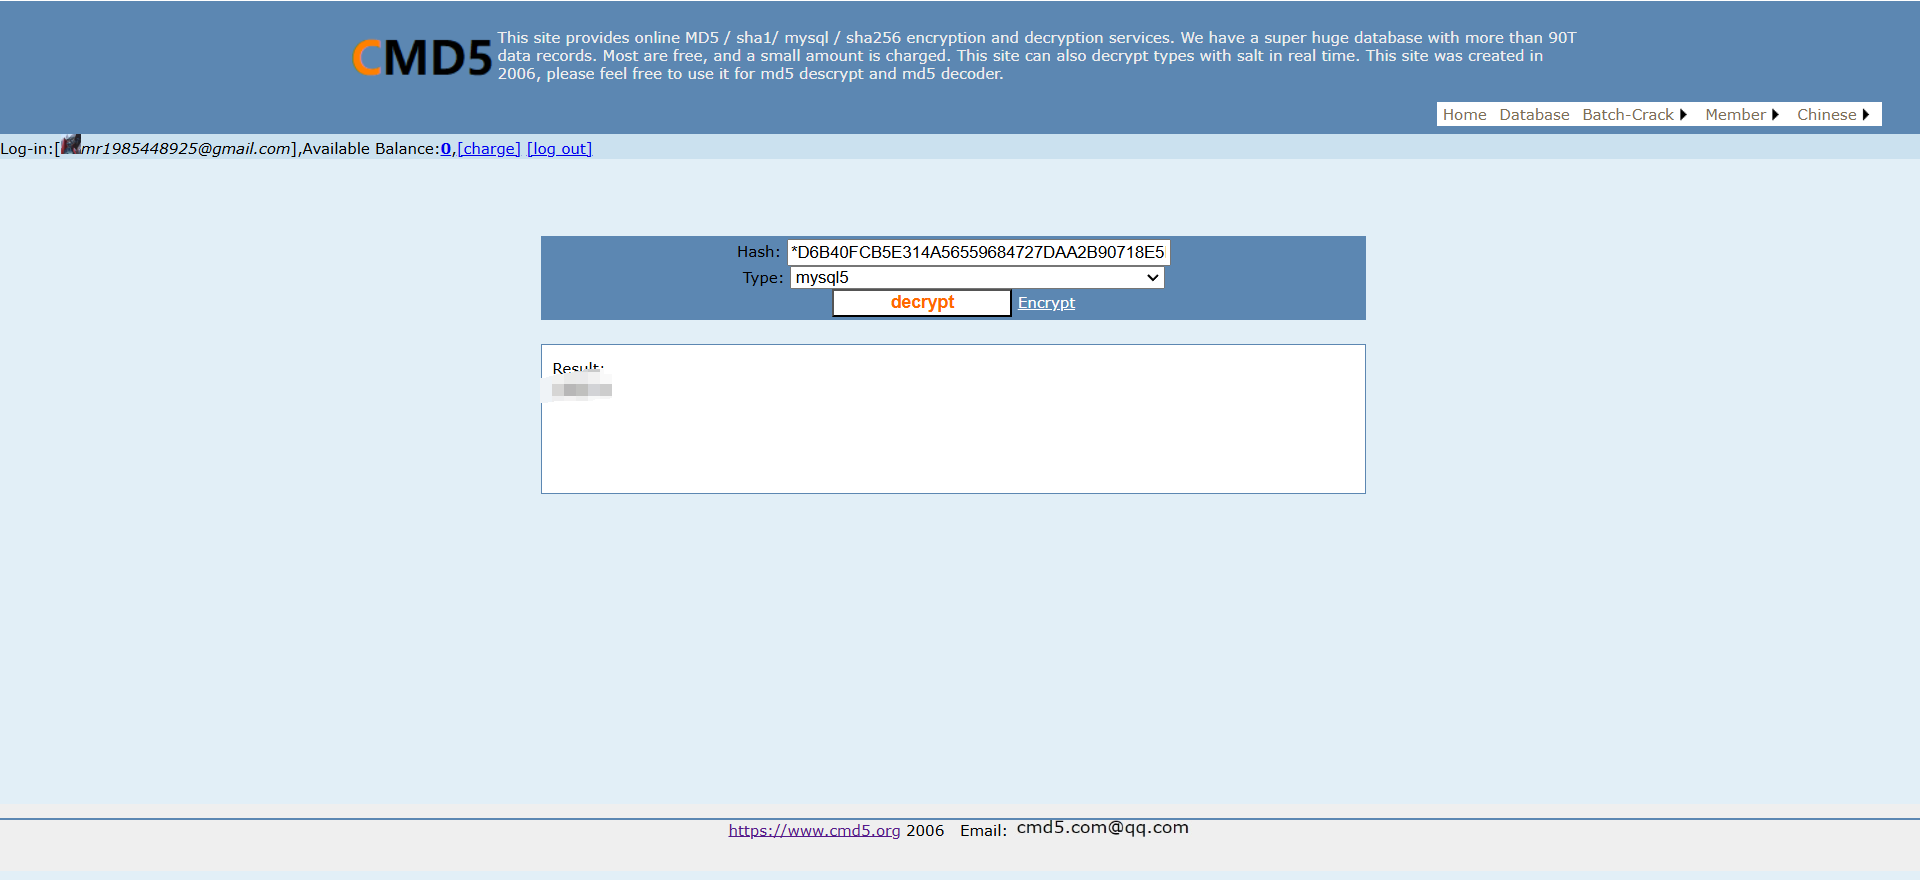 CMD5
This site provides online MD5 / sha1/ mysql / sha256 encryption and decryption services. We have a super huge database with more than 90T
data records. Most are free, and a small amount is charged. This site can also decrypt types with salt in real time. This site was created in
2006, please feel free to use it for md5 descrypt and md5 decoder.
Home Database Batch-Crack Member Chinese
Log-in:[mr1985448925@gmail.com],Available Balance:0,[charge] [log out]
Hash: *D6B40FCB5E314A56559684727DAA2B90718E5
Type: mysql5
decrypt Encrypt
Result:
https://www.cmd5.org 2006 Email: cmd5.com@qq.com